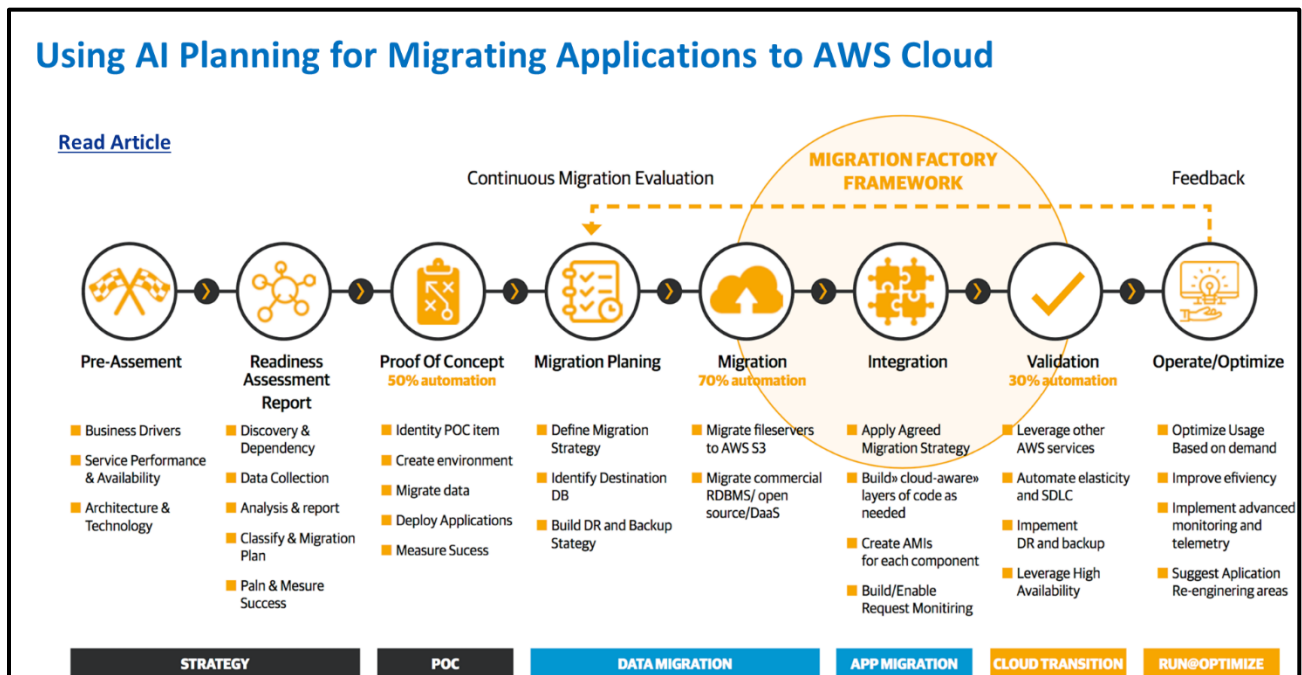 Using AI Planning for Migrating Applications to AWS Cloud
Read Article
MIGRATION FACTORY
FRAMEWORK
Continuous Migration Evaluation
Feedback
Pre-Assement
Business Drivers
Service Performance
& Availability
Architecture &
Technology
Readiness
Assessment
Report
Discovery &
Dependency
Data Collection
Analysis & report
Classify & Migration
Plan
Paln & Mesure
Success
Proof Of Concept
50% automation
Identity POC item
Create environment
Migrate data
Deploy Applications
Measure Sucess
Migration Planing
Define Migration
Strategy
Identify Destination
DB
Build DR and Backup
Stategy
Migration
70% automation
Migrate fileservers
to AWS S3
Migrate commercial
RDBMS/ open
source/DaaS
Integration
Apply Agreed
Migration Strategy
Build» cloud-aware»
layers of code as
needed
Create AMIs
for each component
Build/Enable
Request Monitiring
Validation
30% automation
Leverage other
AWS services
Automate elasticity
and SDLC
Impement
DR and backup
Leverage High
Availability
Operate/Optimize
Optimize Usage
Based on demand
Improve efiviency
Implement advanced
monitoring and
telemetry
Suggest Aplication
Re-enginering areas
STRATEGY
POC
DATA MIGRATION
APP MIGRATION
CLOUD TRANSITION
RUN@OPTIMIZE